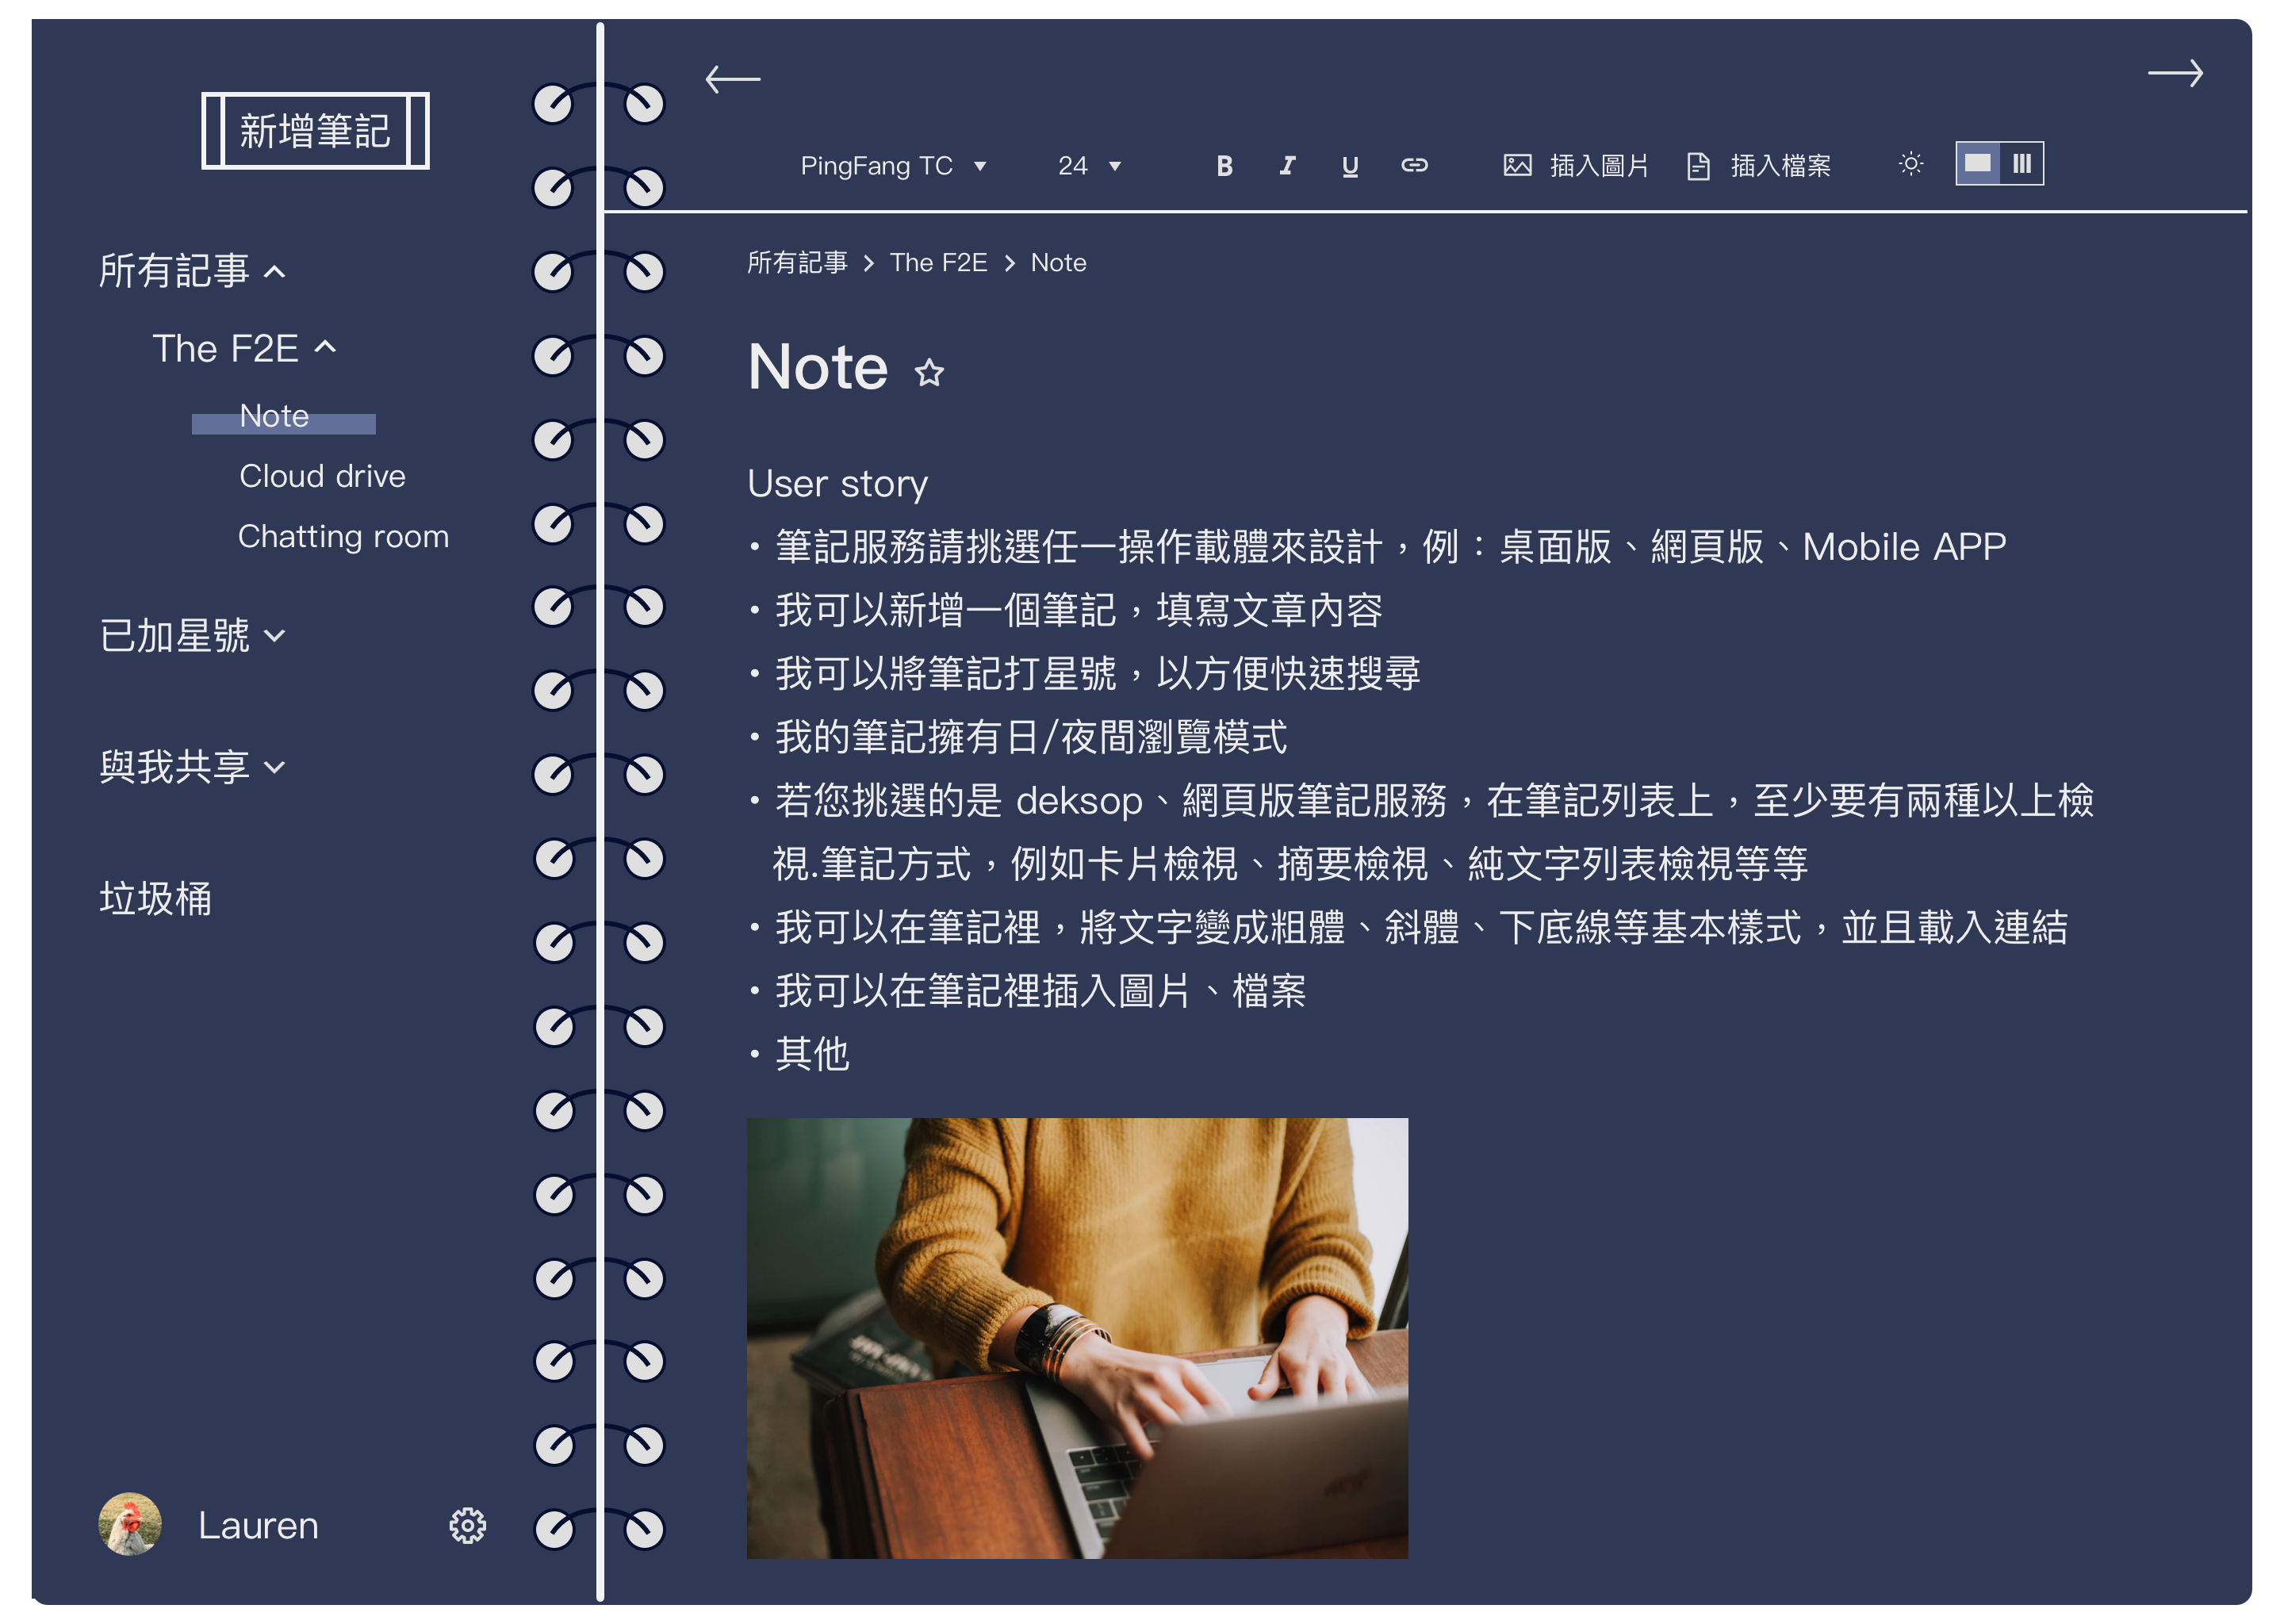 新增筆記
所有記事
The F2E
Note
Cloud drive
Chatting room
已加星號
與我共享
垃圾桶
Lauren
PingFang TC 24 B I U 插入圖片 插入檔案
所有記事 > The F2E > Note
Note
User story
・筆記服務請挑選任一操作載體來設計，例：桌面版、網頁版、Mobile APP
・我可以新增一個筆記，填寫文章內容
・我可以將筆記打星號，以方便快速搜尋
・我的筆記擁有日/夜間瀏覽模式
・若您挑選的是 deksop、網頁版筆記服務，在筆記列表上，至少要有兩種以上檢
視.筆記方式，例如卡片檢視、摘要檢視、純文字列表檢視等等
・我可以在筆記裡，將文字變成粗體、斜體、下底線等基本樣式，並且載入連結
・我可以在筆記裡插入圖片、檔案
・其他